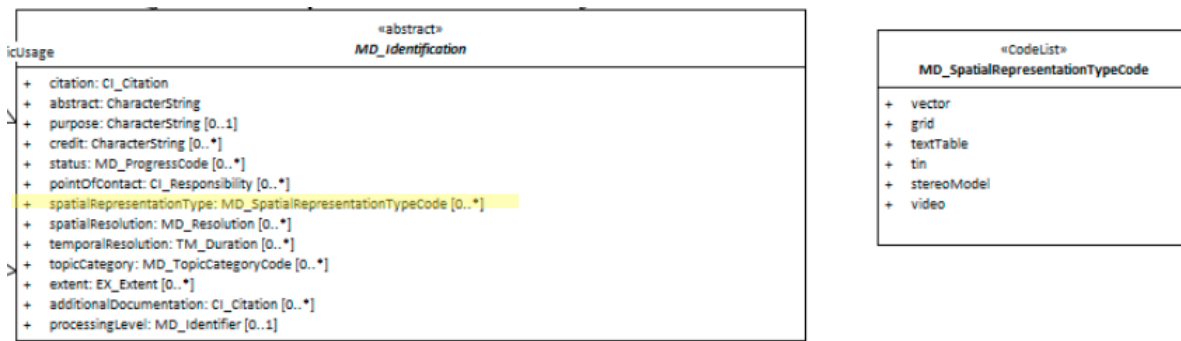 «abstract»
MD_Identification
icUsage
+ citation: CI_Citation
+ abstract: CharacterString
+ purpose: CharacterString [0..1]
+ credit: CharacterString [0..*]
+ status: MD_ProgressCode [0..*]
+ pointOfContact: CI_Responsibility [0..*]
+ spatialRepresentationType: MD_SpatialRepresentationTypeCode [0..*]
+ spatialResolution: MD_Resolution [0..*]
+ temporalResolution: TM_Duration [0..*]
+ topicCategory: MD_TopicCategoryCode [0..*]
+ extent: EX_Extent [0..*]
+ additionalDocumentation: CI_Citation [0..*]
+ processingLevel: MD_Identifier [0..1]
«CodeList»
MD_SpatialRepresentationTypeCode
+ vector
+ grid
+ textTable
+ tin
+ stereoModel
+ video